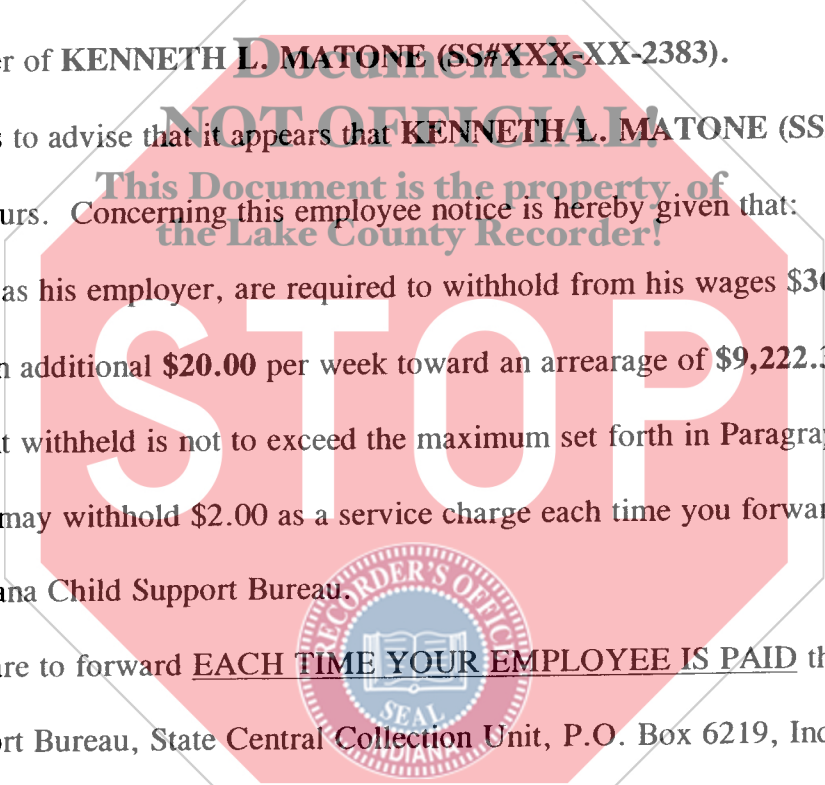 er of KENNETH L. MATONE (SS#XXX-XX-2383).
Document is
s to advise that it appears that KENNETH L. MATONE (SS
NOT OFFICIAL!
This Document is the property of
urs. Concerning this employee notice is hereby given that:
the Lake County Recorder!
as his employer, are required to withhold from his wages $36
n additional $20.00 per week toward an arrearage of $9,222.3
STOP
t withheld is not to exceed the maximum set forth in Paragra
may withhold $2.00 as a service charge each time you forwar
ana Child Support Bureau.
RECORDER'S OFFIC
are to forward EACH TIME YOUR EMPLOYEE IS PAID th
SEAL
rt Bureau, State Central Collection Unit, P.O. Box 6219, Ind
INDIANA